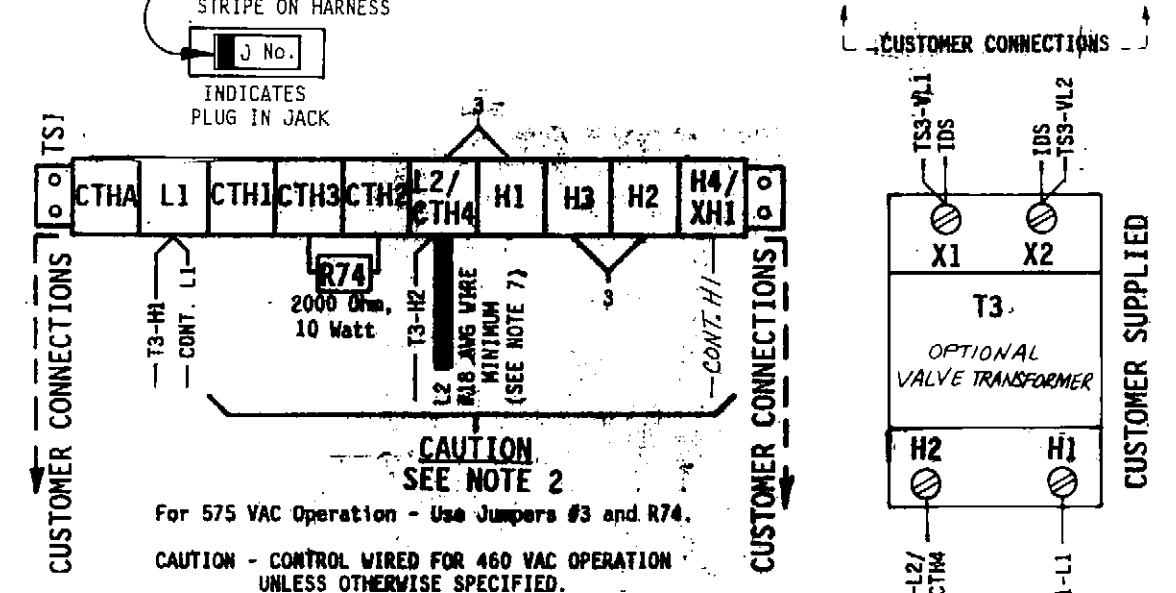 STRIPE ON HARNESS
J No.
INDICATES
PLUG IN JACK
CUSTOMER CONNECTIONS
TS3-VL1
IDS
IDS
TS3-VL2
TS1
3
CTHA L1 CTH1 CTH3 CTH2 L2/ CTH4 H1 H3 H2 H4/ XH1
R74
2000 Ohm,
10 Watt
T3-H1
CONT. L1
T3-H2
L2
#18 AWG WIRE
MINIMUM
(SEE NOTE 7)
3
CONT. H1
CUSTOMER CONNECTIONS
CUSTOMER CONNECTIONS
CAUTION
SEE NOTE 2
For 575 VAC Operation - Use Jumpers #3 and R74.
CAUTION - CONTROL WIRED FOR 460 VAC OPERATION
UNLESS OTHERWISE SPECIFIED.
X1 X2
T3
OPTIONAL
VALVE TRANSFORMER
H2 H1
CUSTOMER SUPPLIED
-L2/
CTH4
-L1